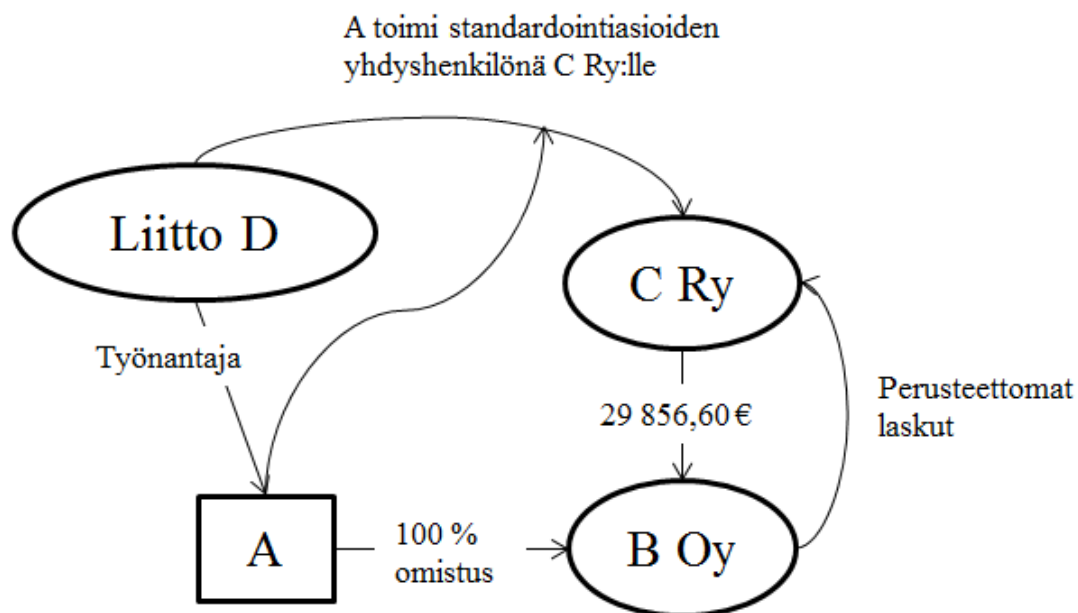 A toimi standardointiasioiden
yhdyshenkilönä C Ry:lle
Liitto D
C Ry
Työnantaja
29 856,60 €
Perusteettomat
laskut
A
100 %
omistus
B Oy